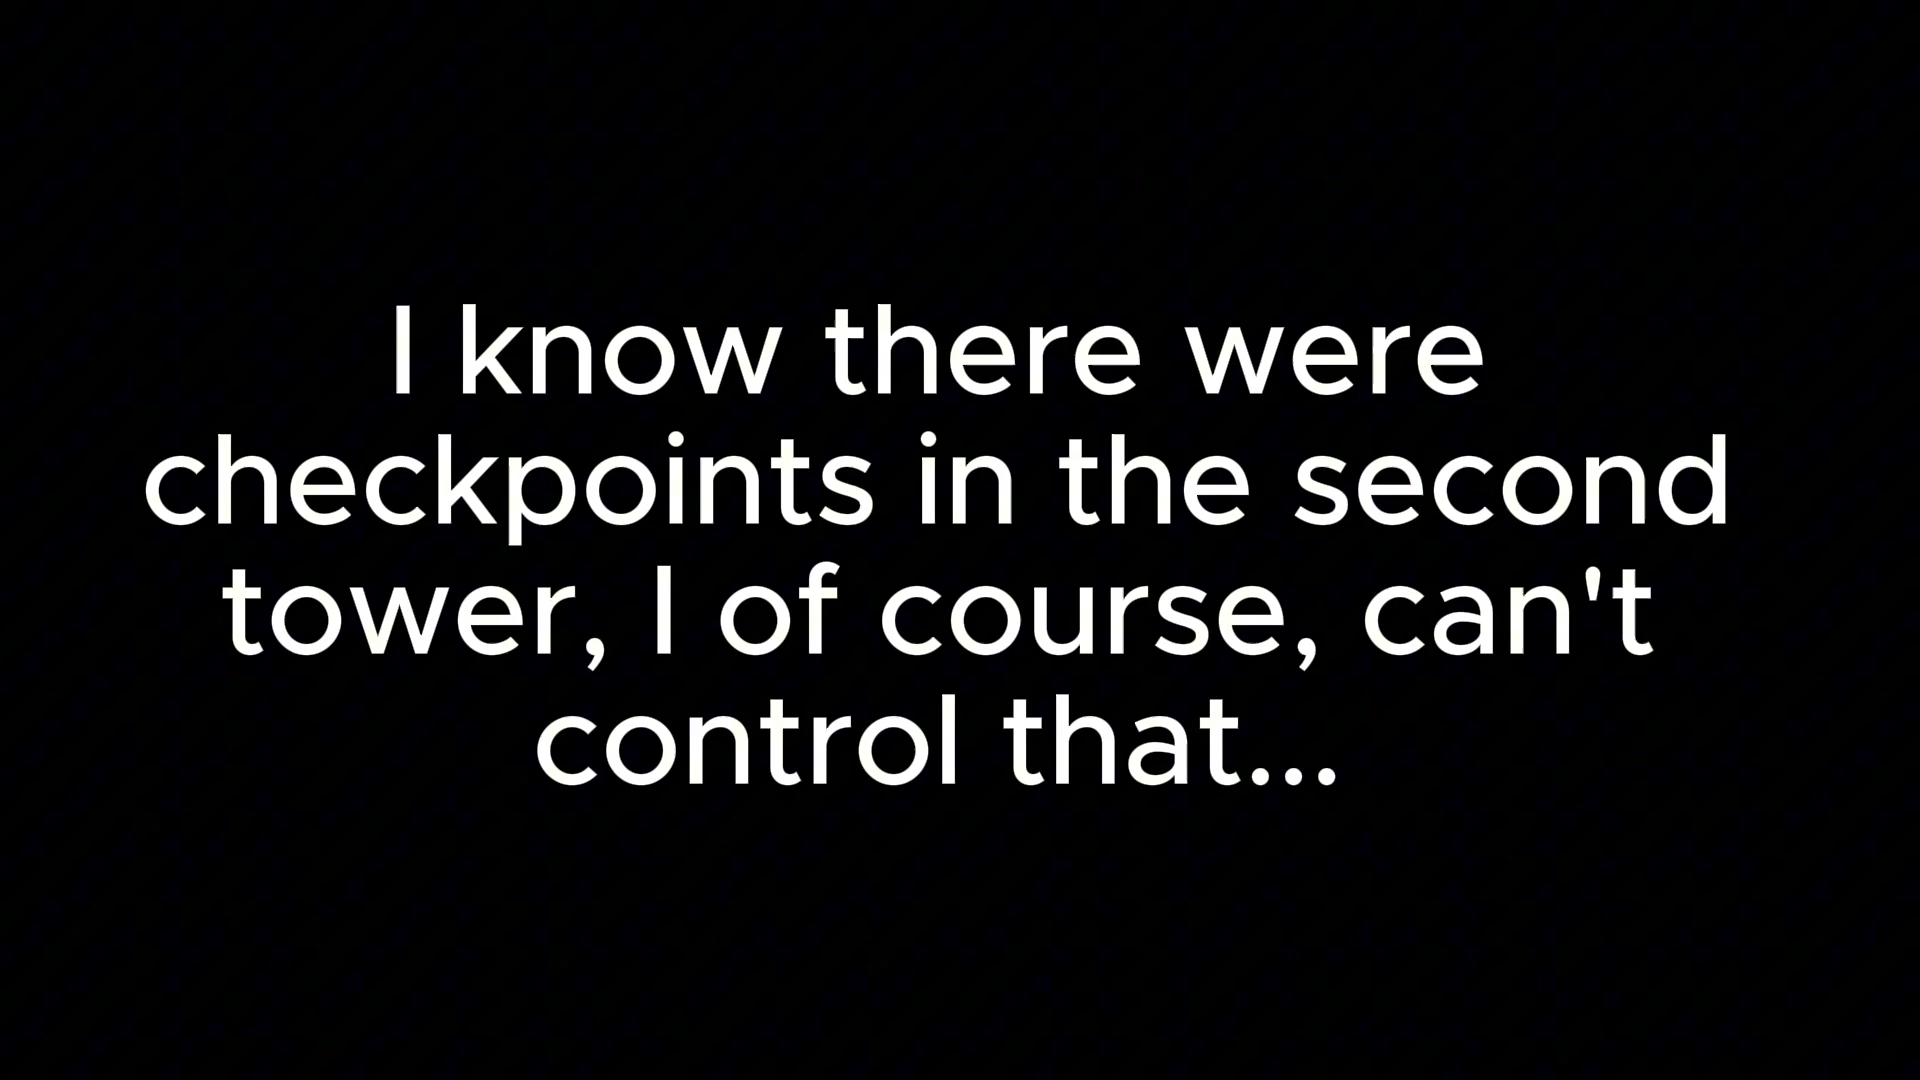 I know there were
checkpoints in the second
tower, I of course, can't
control that...